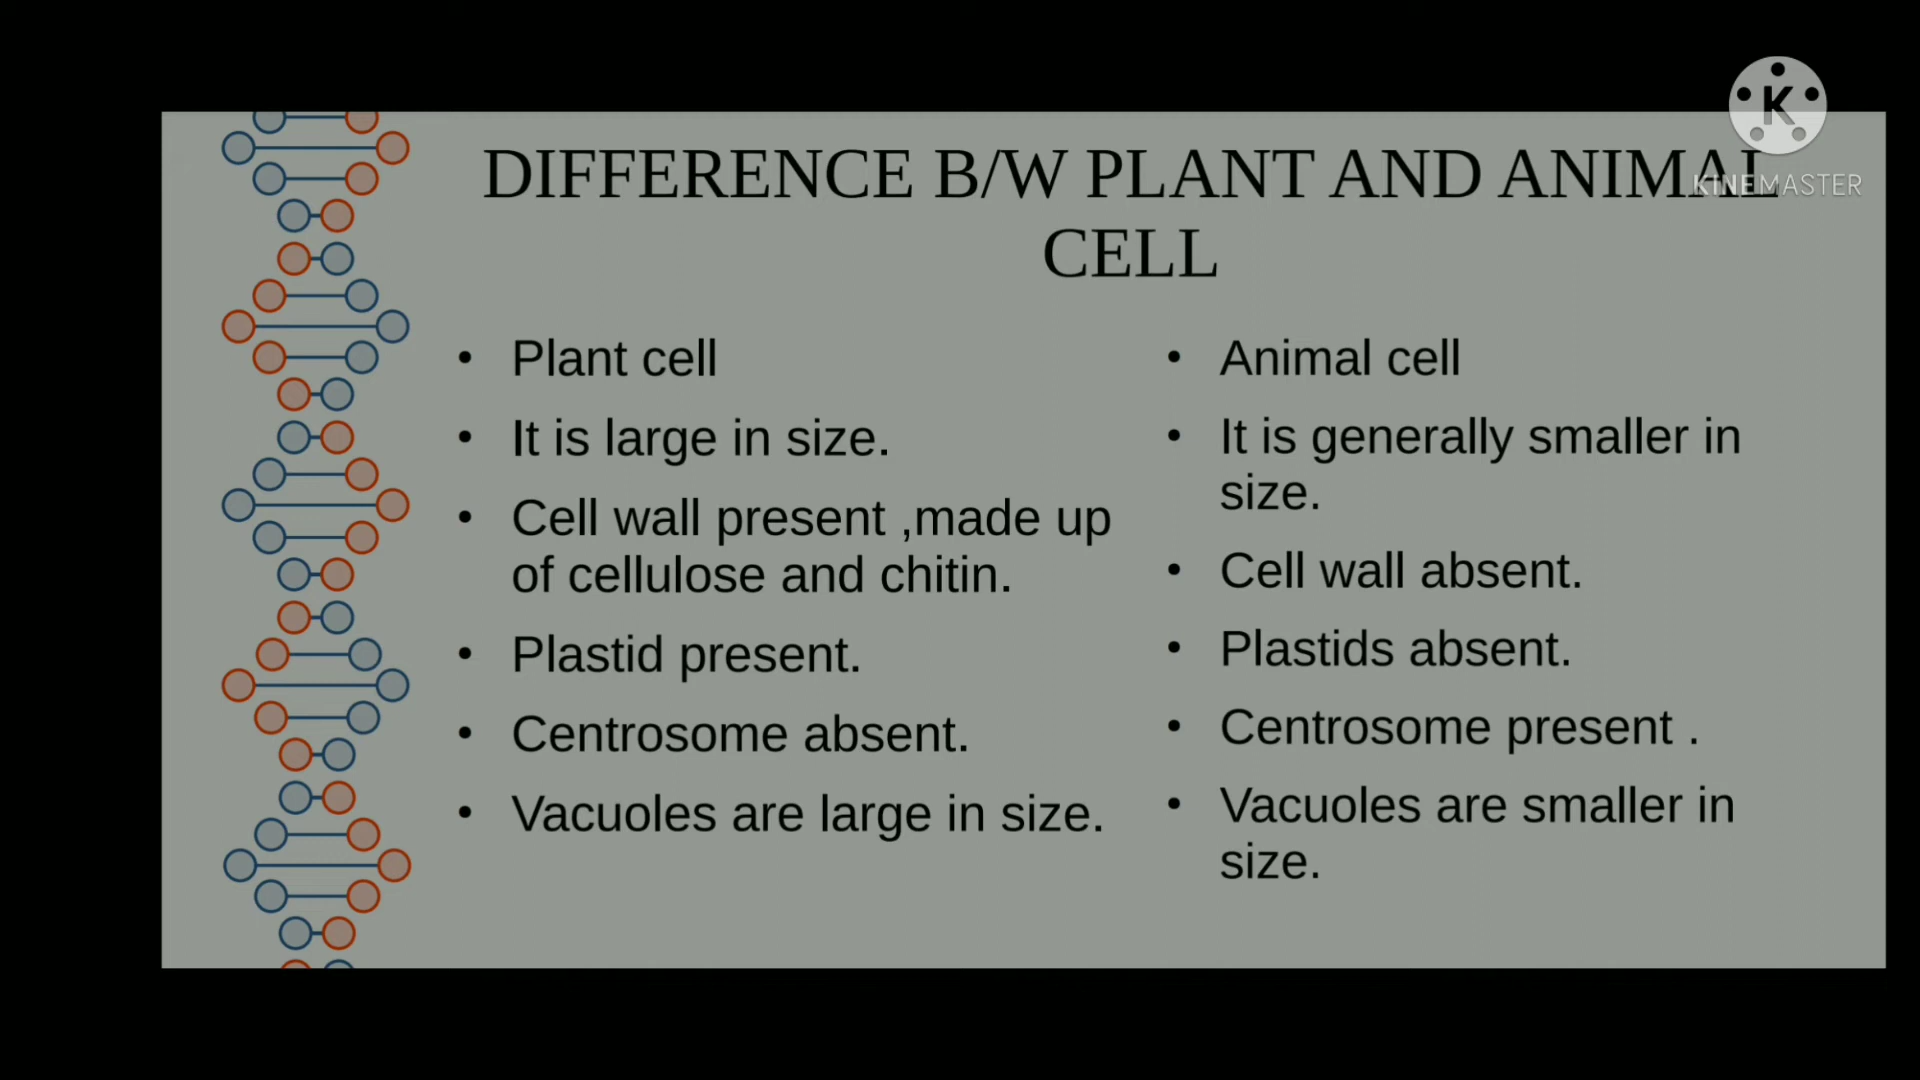 K
KINEMASTER
DIFFERENCE B/W PLANT AND ANIMAL
CELL
• Plant cell
• It is large in size.
• Cell wall present ,made up
of cellulose and chitin.
• Plastid present.
• Centrosome absent.
• Vacuoles are large in size.
• Animal cell
• It is generally smaller in
size.
• Cell wall absent.
• Plastids absent.
• Centrosome present .
• Vacuoles are smaller in
size.